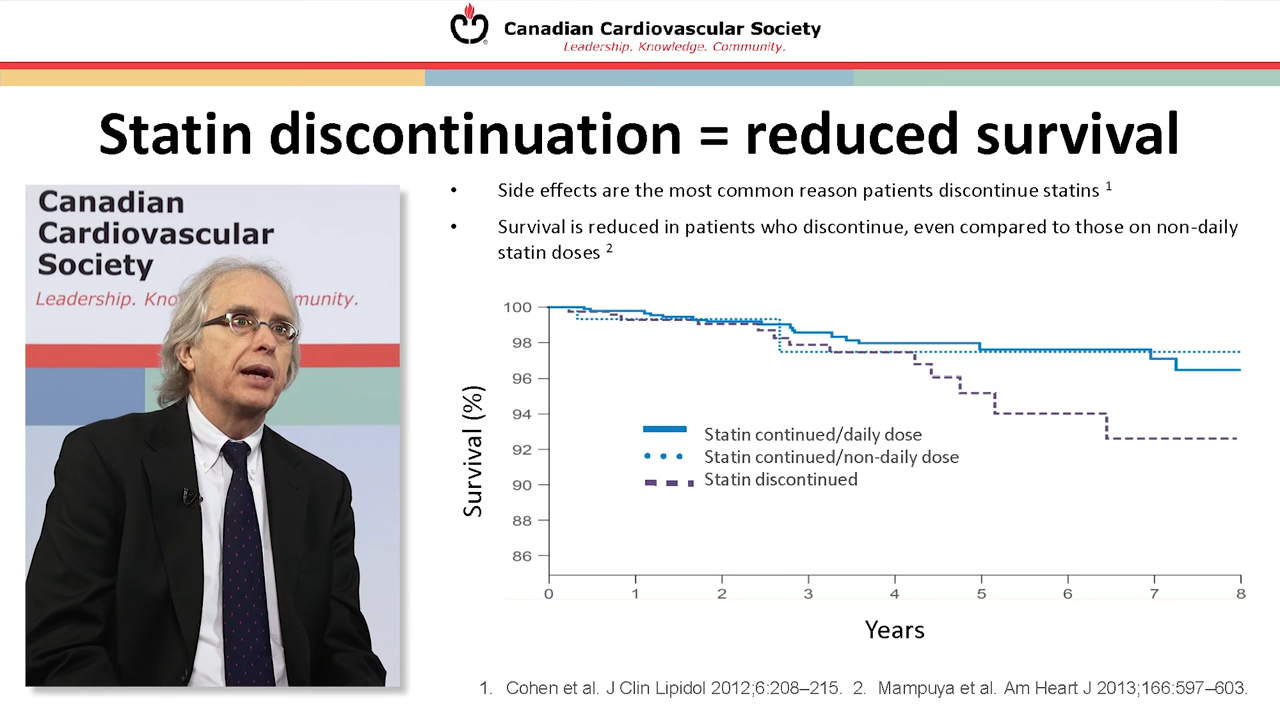 Canadian Cardiovascular Society
Leadership. Knowledge. Community.
Statin discontinuation = reduced survival
Canadian
Cardiovascular
Society
Leadership. Kno mmunity.
• Side effects are the most common reason patients discontinue statins 1
• Survival is reduced in patients who discontinue, even compared to those on non-daily
statin doses 2
100
98
96
94
92
90
88
86
Survival (%)
Statin continued/daily dose
Statin continued/non-daily dose
Statin discontinued
0 1 2 3 4 5 6 7 8
Years
1. Cohen et al. J Clin Lipidol 2012;6:208–215. 2. Mampuya et al. Am Heart J 2013;166:597–603.